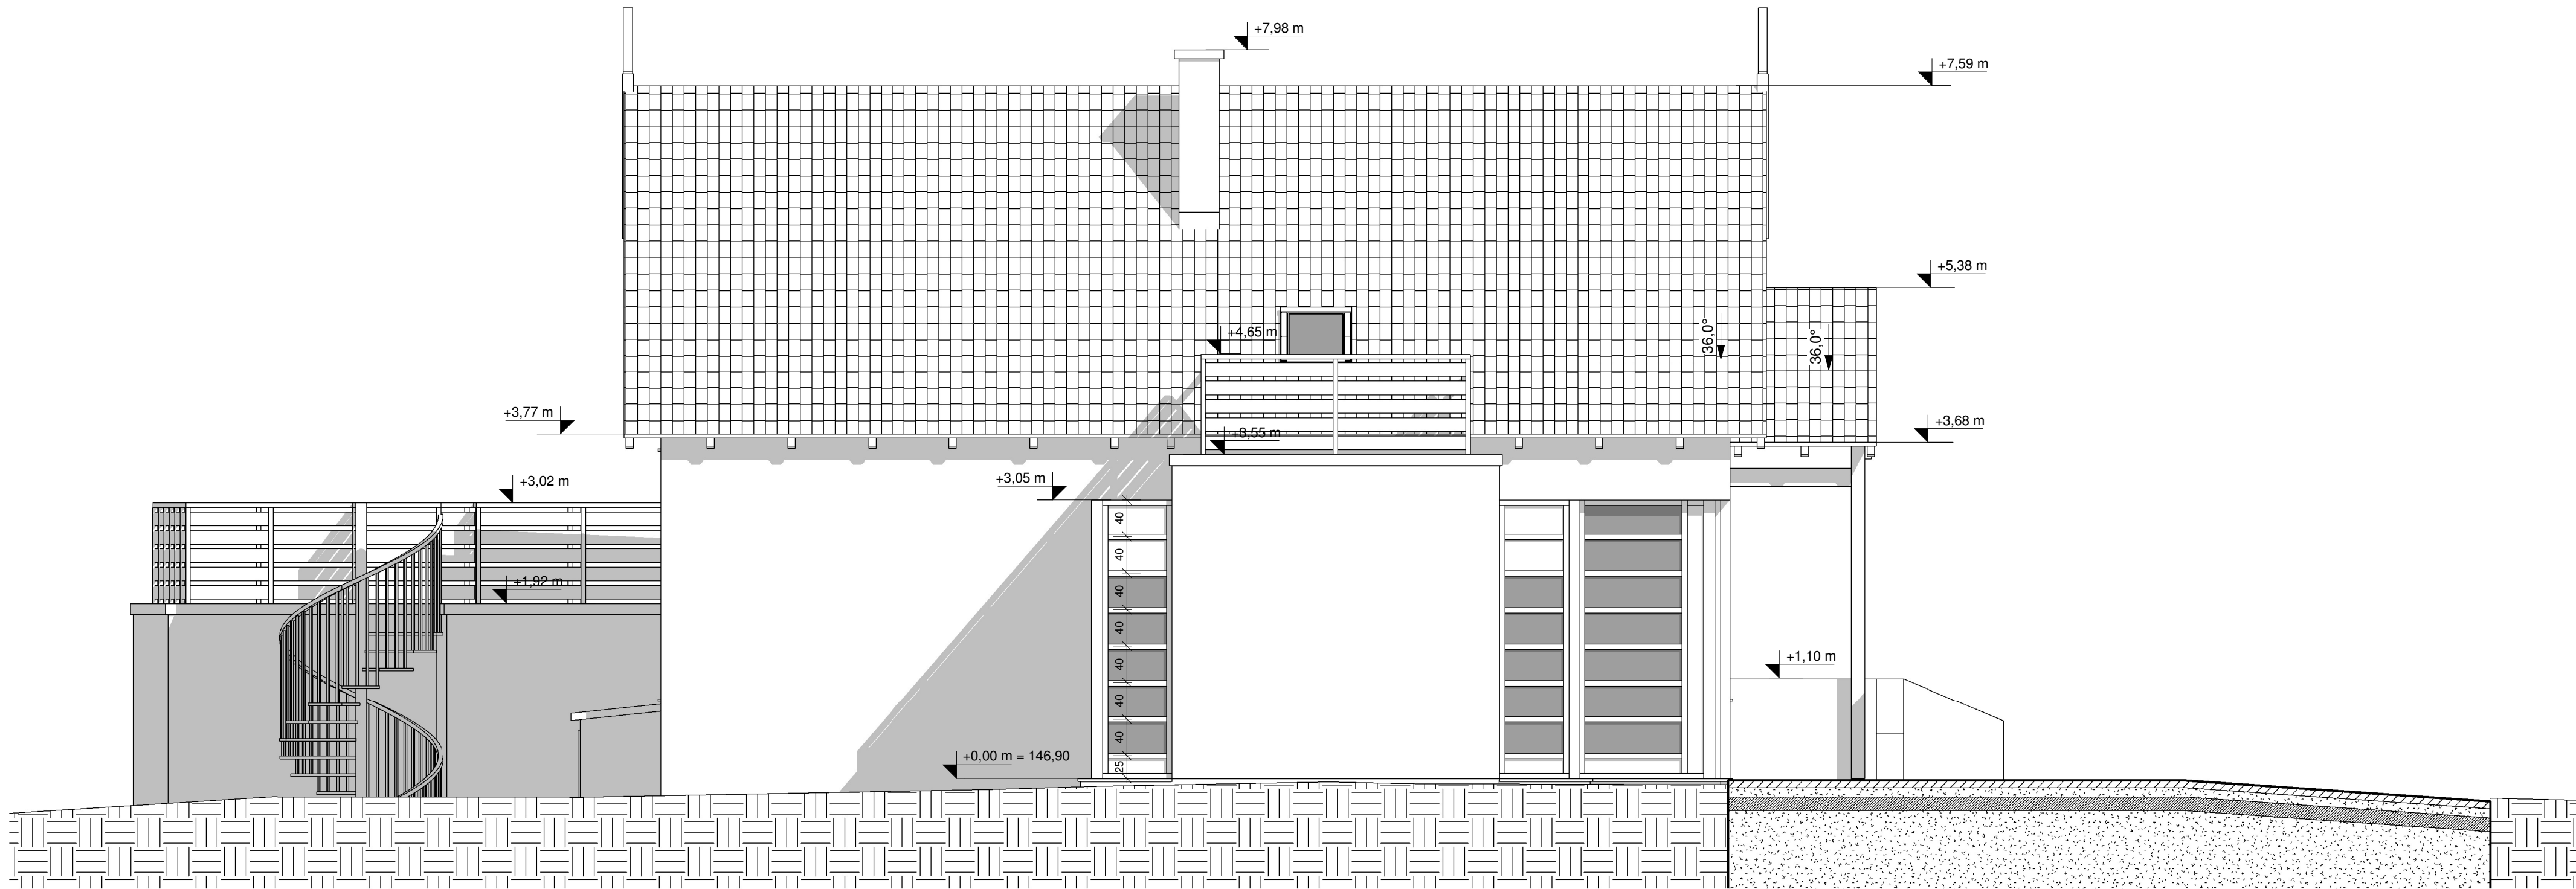 +7,98 m
+7,59 m
+5,38 m
36,0°
36,0°
+4,65 m
+3,77 m
+3,55 m
+3,68 m
+3,02 m
+3,05 m
40
40
40
40
40
40
40
25
+1,92 m
+1,10 m
+0,00 m = 146,90